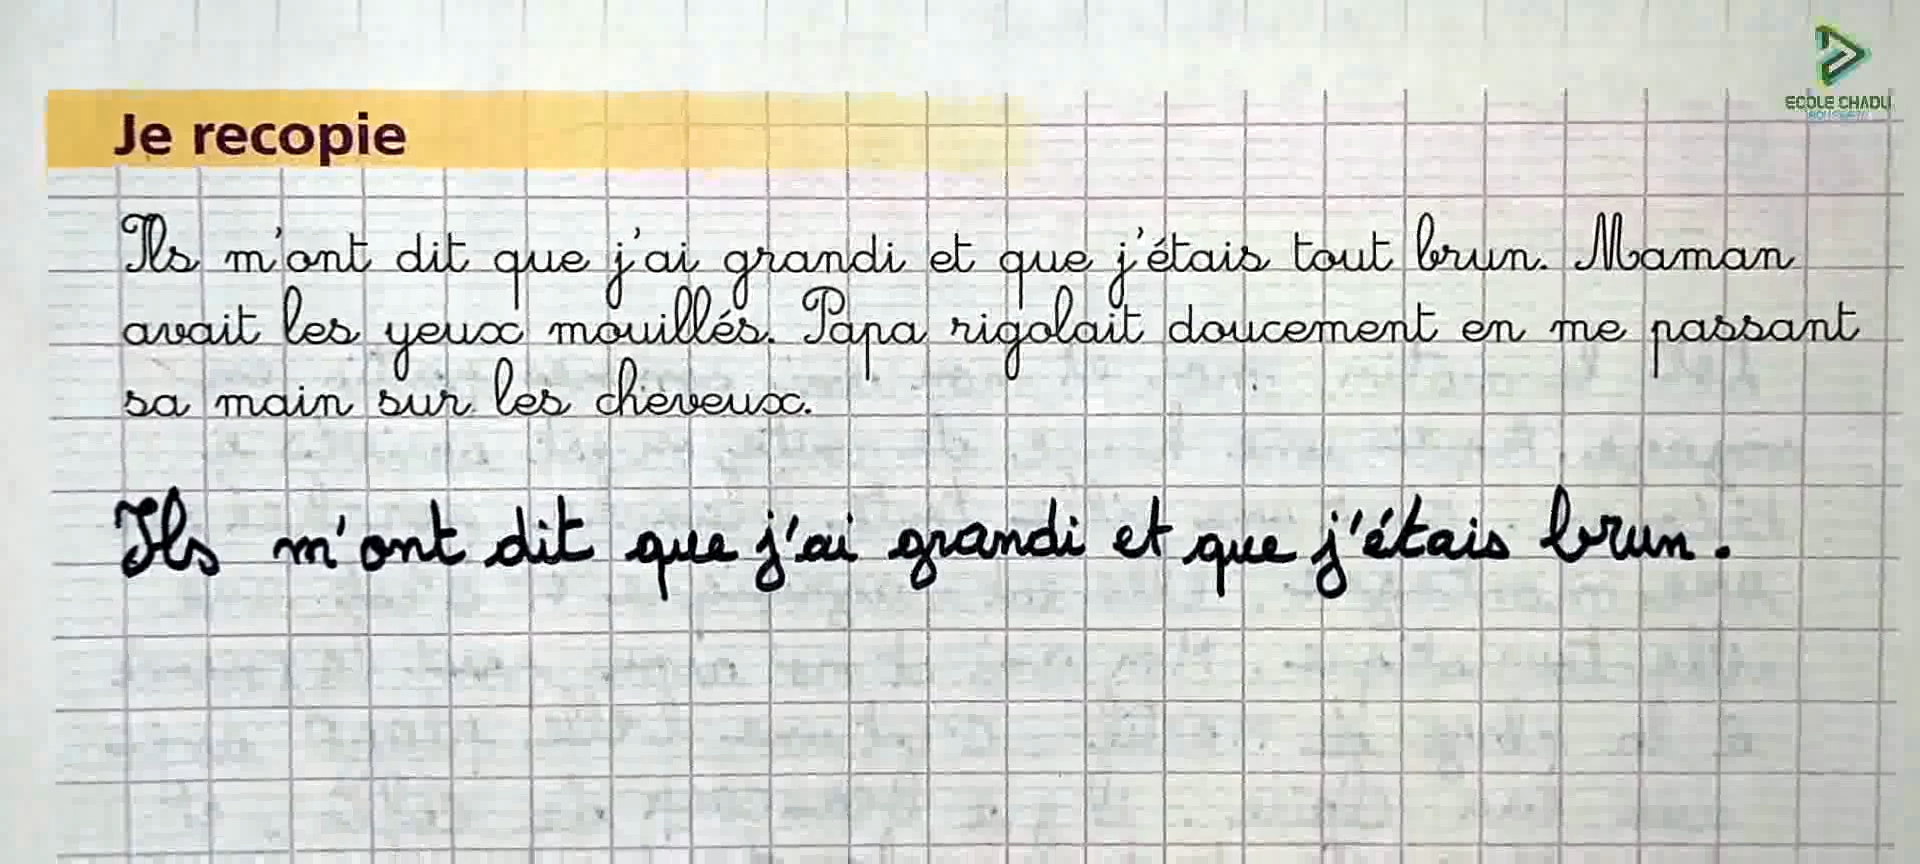 ECOLE CHADLI
Je recopie
Ils m'ont dit que j'ai grandi et que j'étais tout brun. Maman
avait les yeux mouillés. Papa rigolait doucement en me passant
sa main sur les cheveux.
Ils m'ont dit que j'ai grandi et que j'étais brun.